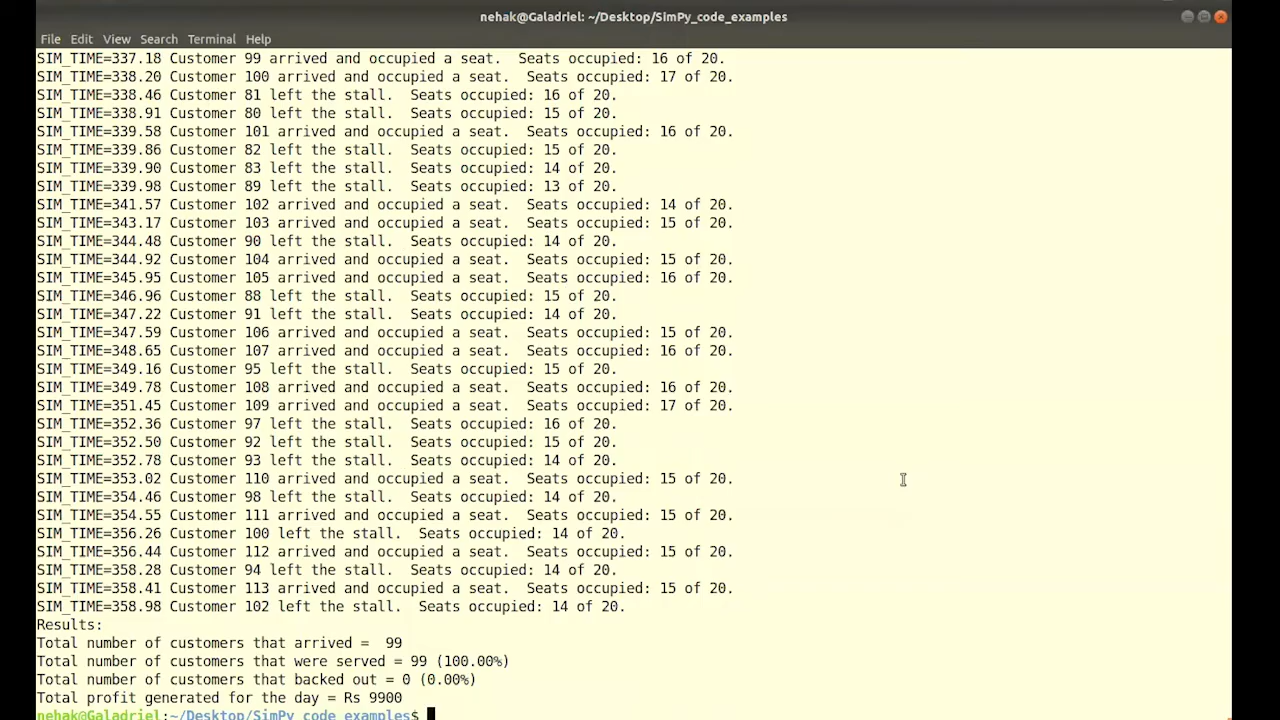 nehak@Galadriel: ~/Desktop/SimPy_code_examples
File Edit View Search Terminal Help
SIM_TIME=337.18 Customer 99 arrived and occupied a seat.  Seats occupied: 16 of 20.
SIM_TIME=338.20 Customer 100 arrived and occupied a seat.  Seats occupied: 17 of 20.
SIM_TIME=338.46 Customer 81 left the stall.  Seats occupied: 16 of 20.
SIM_TIME=338.91 Customer 80 left the stall.  Seats occupied: 15 of 20.
SIM_TIME=339.58 Customer 101 arrived and occupied a seat.  Seats occupied: 16 of 20.
SIM_TIME=339.86 Customer 82 left the stall.  Seats occupied: 15 of 20.
SIM_TIME=339.90 Customer 83 left the stall.  Seats occupied: 14 of 20.
SIM_TIME=339.98 Customer 89 left the stall.  Seats occupied: 13 of 20.
SIM_TIME=341.57 Customer 102 arrived and occupied a seat.  Seats occupied: 14 of 20.
SIM_TIME=343.17 Customer 103 arrived and occupied a seat.  Seats occupied: 15 of 20.
SIM_TIME=344.48 Customer 90 left the stall.  Seats occupied: 14 of 20.
SIM_TIME=344.92 Customer 104 arrived and occupied a seat.  Seats occupied: 15 of 20.
SIM_TIME=345.95 Customer 105 arrived and occupied a seat.  Seats occupied: 16 of 20.
SIM_TIME=346.96 Customer 88 left the stall.  Seats occupied: 15 of 20.
SIM_TIME=347.22 Customer 91 left the stall.  Seats occupied: 14 of 20.
SIM_TIME=347.59 Customer 106 arrived and occupied a seat.  Seats occupied: 15 of 20.
SIM_TIME=348.65 Customer 107 arrived and occupied a seat.  Seats occupied: 16 of 20.
SIM_TIME=349.16 Customer 95 left the stall.  Seats occupied: 15 of 20.
SIM_TIME=349.78 Customer 108 arrived and occupied a seat.  Seats occupied: 16 of 20.
SIM_TIME=351.45 Customer 109 arrived and occupied a seat.  Seats occupied: 17 of 20.
SIM_TIME=352.36 Customer 97 left the stall.  Seats occupied: 16 of 20.
SIM_TIME=352.50 Customer 92 left the stall.  Seats occupied: 15 of 20.
SIM_TIME=352.78 Customer 93 left the stall.  Seats occupied: 14 of 20.
SIM_TIME=353.02 Customer 110 arrived and occupied a seat.  Seats occupied: 15 of 20.
SIM_TIME=354.46 Customer 98 left the stall.  Seats occupied: 14 of 20.
SIM_TIME=354.55 Customer 111 arrived and occupied a seat.  Seats occupied: 15 of 20.
SIM_TIME=356.26 Customer 100 left the stall.  Seats occupied: 14 of 20.
SIM_TIME=356.44 Customer 112 arrived and occupied a seat.  Seats occupied: 15 of 20.
SIM_TIME=358.28 Customer 94 left the stall.  Seats occupied: 14 of 20.
SIM_TIME=358.41 Customer 113 arrived and occupied a seat.  Seats occupied: 15 of 20.
SIM_TIME=358.98 Customer 102 left the stall.  Seats occupied: 14 of 20.
Results:
Total number of customers that arrived =  99
Total number of customers that were served = 99 (100.00%)
Total number of customers that backed out = 0 (0.00%)
Total profit generated for the day = Rs 9900
nehak@Galadriel:~/Desktop/SimPy_code_examples$